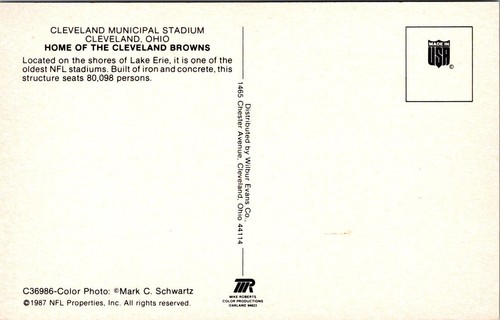 CLEVELAND MUNICIPAL STADIUM
CLEVELAND, OHIO
HOME OF THE CLEVELAND BROWNS
Located on the shores of Lake Erie, it is one of the
oldest NFL stadiums. Built of iron and concrete, this
structure seats 80,098 persons.
MADE IN
USA
©
Distributed by Wilbur Evans Co.,
1465 Chester Avenue, Cleveland, Ohio 44114
C36986-Color Photo: ©Mark C. Schwartz
©1987 NFL Properties, Inc. All rights reserved.
MR
MIKE ROBERTS
COLOR PRODUCTIONS
OAKLAND 94623